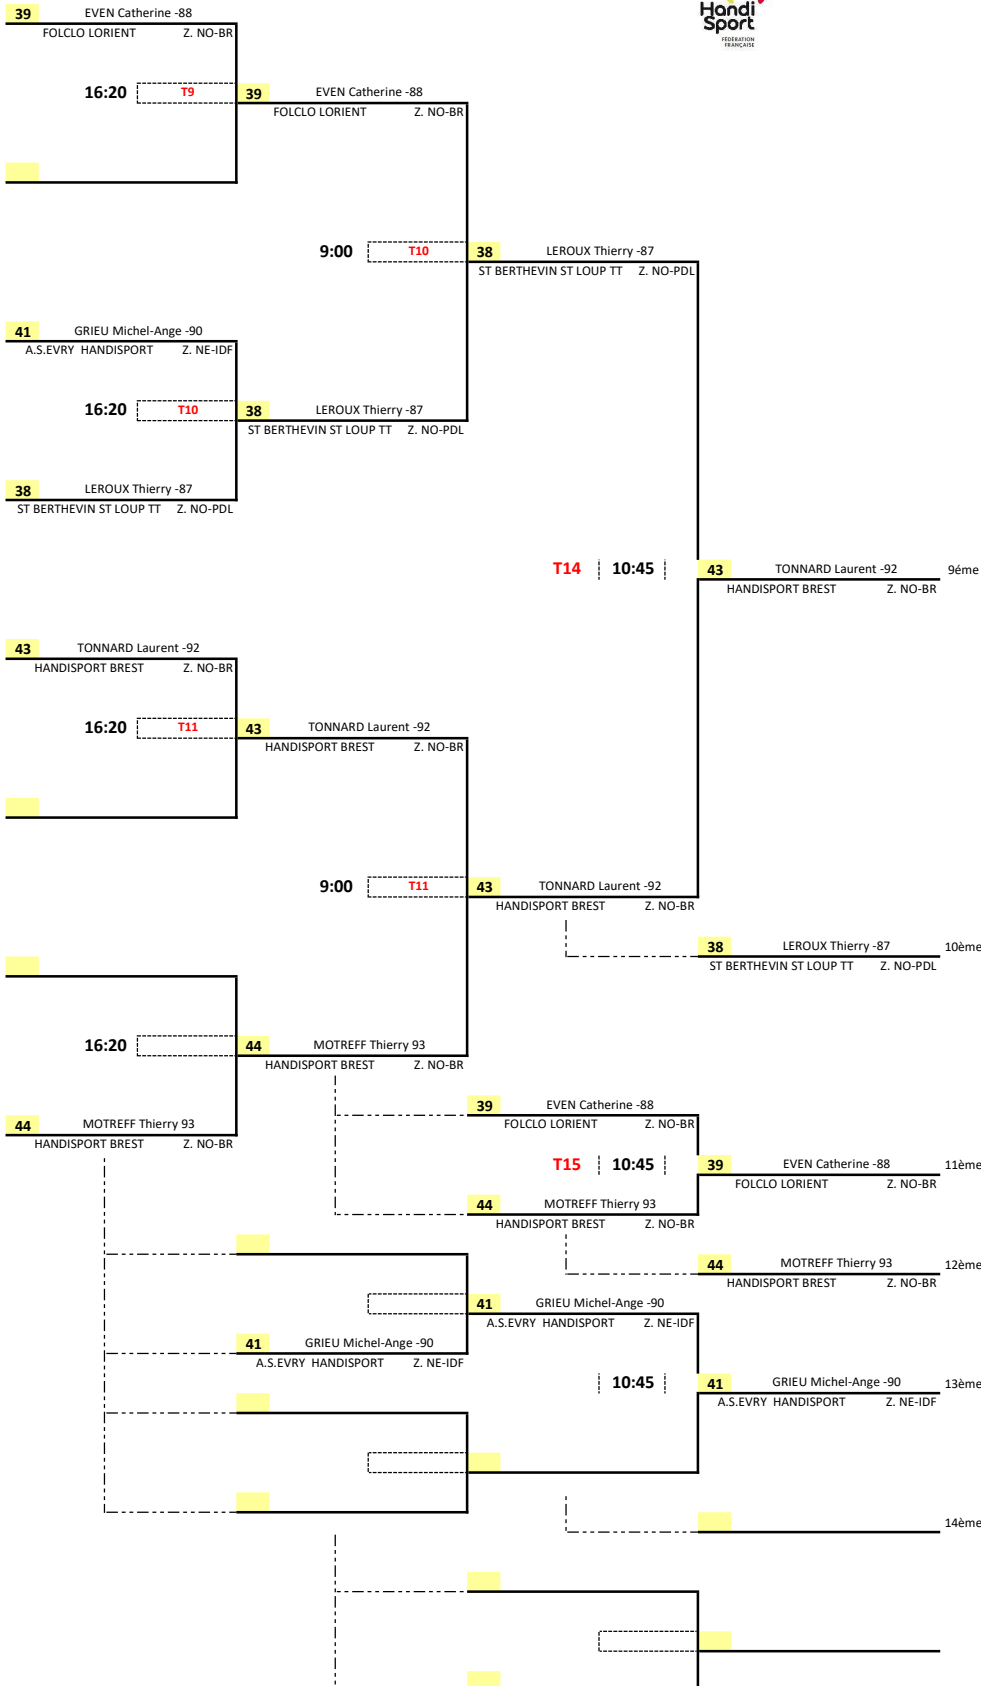 Handi
Sport
FÉDÉRATION
FRANÇAISE
39 EVEN Catherine -88
FOLCLO LORIENT Z. NO-BR
16:20 T9 39 EVEN Catherine -88
FOLCLO LORIENT Z. NO-BR
9:00 T10 38 LEROUX Thierry -87
ST BERTHEVIN ST LOUP TT Z. NO-PDL
41 GRIEU Michel-Ange -90
A.S.EVRY HANDISPORT Z. NE-IDF
16:20 T10 38 LEROUX Thierry -87
ST BERTHEVIN ST LOUP TT Z. NO-PDL
38 LEROUX Thierry -87
ST BERTHEVIN ST LOUP TT Z. NO-PDL
T14 10:45 43 TONNARD Laurent -92 9éme
HANDISPORT BREST Z. NO-BR
43 TONNARD Laurent -92
HANDISPORT BREST Z. NO-BR
16:20 T11 43 TONNARD Laurent -92
HANDISPORT BREST Z. NO-BR
9:00 T11 43 TONNARD Laurent -92
HANDISPORT BREST Z. NO-BR
38 LEROUX Thierry -87 10ème
ST BERTHEVIN ST LOUP TT Z. NO-PDL
16:20 44 MOTREFF Thierry 93
HANDISPORT BREST Z. NO-BR
39 EVEN Catherine -88
FOLCLO LORIENT Z. NO-BR
44 MOTREFF Thierry 93
HANDISPORT BREST Z. NO-BR
T15 10:45 39 EVEN Catherine -88 11ème
FOLCLO LORIENT Z. NO-BR
44 MOTREFF Thierry 93
HANDISPORT BREST Z. NO-BR
44 MOTREFF Thierry 93 12ème
HANDISPORT BREST Z. NO-BR
41 GRIEU Michel-Ange -90
A.S.EVRY HANDISPORT Z. NE-IDF
41 GRIEU Michel-Ange -90
A.S.EVRY HANDISPORT Z. NE-IDF
10:45 41 GRIEU Michel-Ange -90 13ème
A.S.EVRY HANDISPORT Z. NE-IDF
14ème